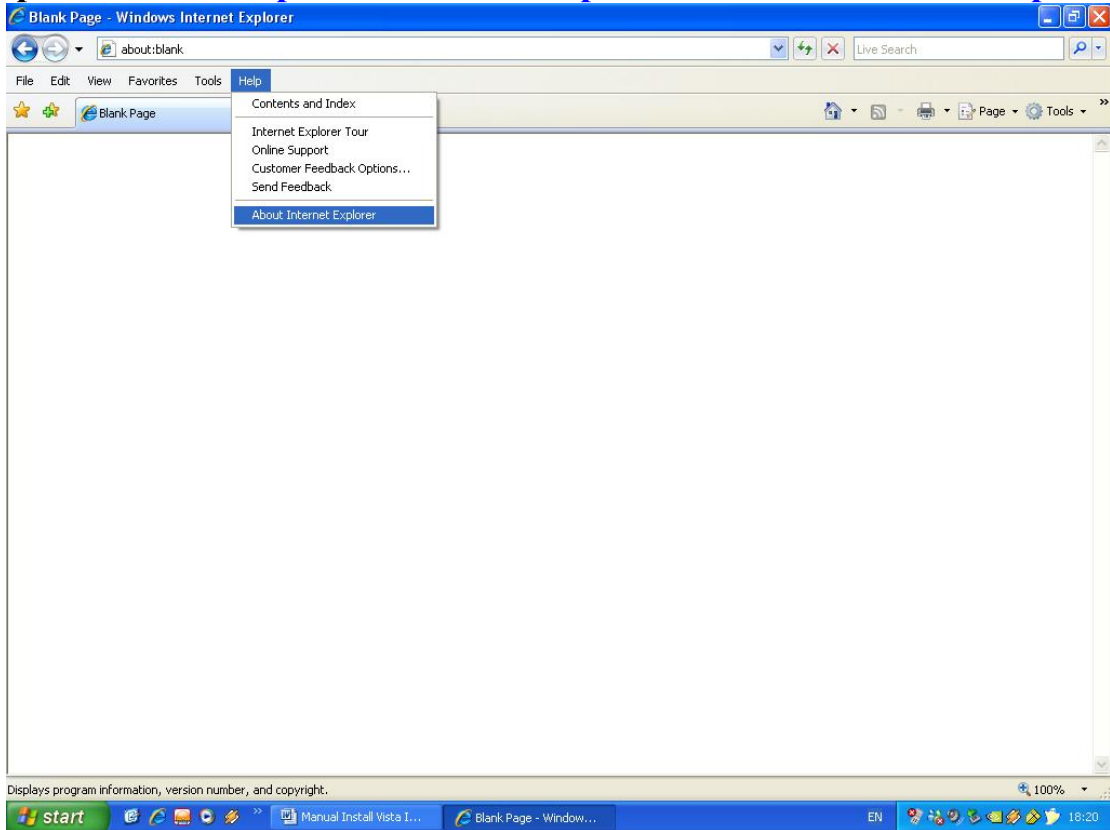 Blank Page - Windows Internet Explorer
about:blank
Live Search
File Edit View Favorites Tools Help
Blank Page
Page
Tools
Contents and Index
Internet Explorer Tour
Online Support
Customer Feedback Options...
Send Feedback
About Internet Explorer
Displays program information, version number, and copyright.
100%
start
Manual Install Vista I...
Blank Page - Window...
EN
18:20